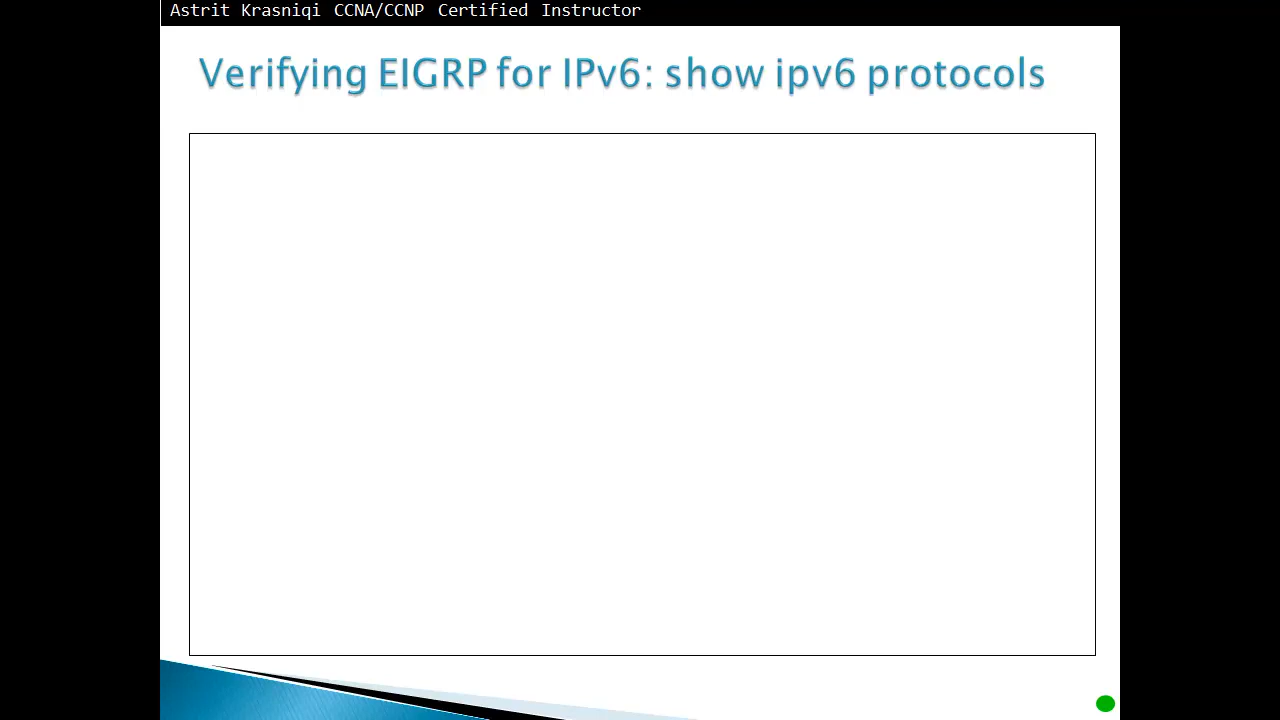 Astrit Krasniqi CCNA/CCNP Certified Instructor
Verifying EIGRP for IPv6: show ipv6 protocols